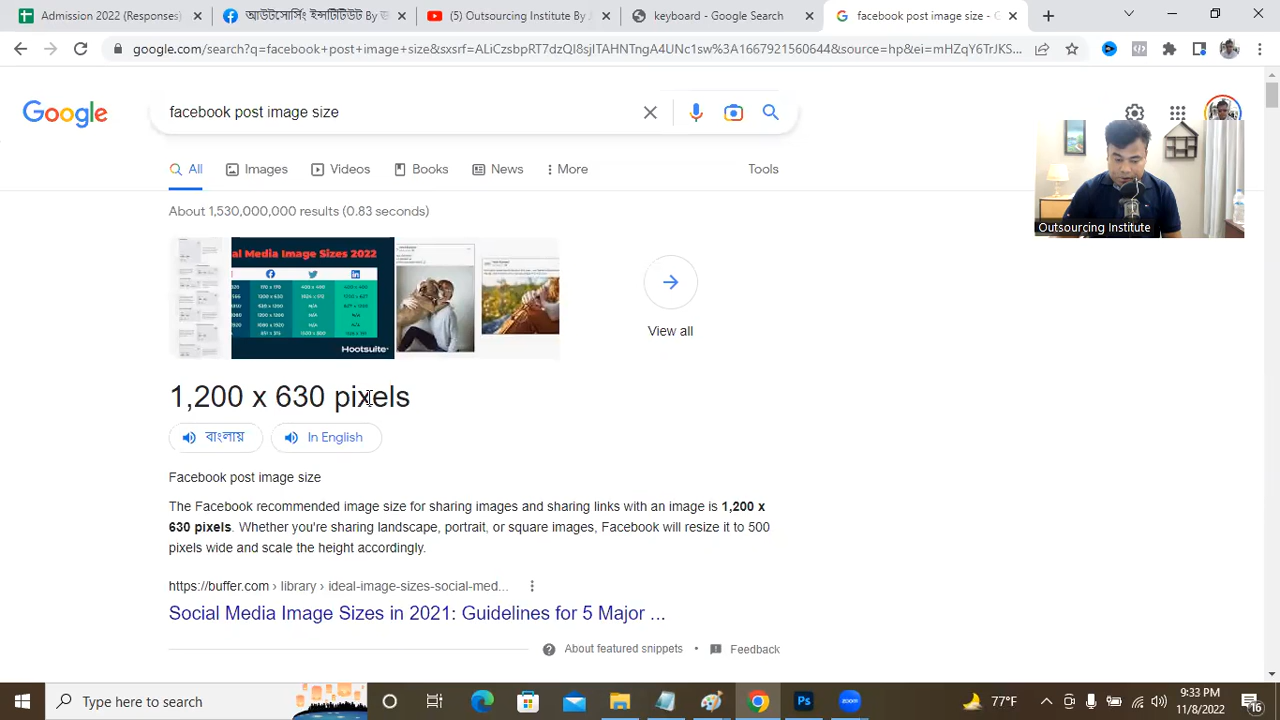 Admission 2022 (Responses)
আউটসোর্সিং ইন্সটিটিউট By
(5) Outsourcing Institute By
keyboard - Google Search
facebook post image size - G
google.com/search?q=facebook+post+image+size&sxsrf=ALiCzsbpRT7dzQI8sjlTAHNTngA4UNc1sw%3A1667921560644&source=hp&ei=mHZqY6TrJKS...
Google
facebook post image size
All
Images
Videos
Books
News
More
Tools
About 1,530,000,000 results (0.83 seconds)
al Media Image Sizes 2022
Hootsuite
View all
Outsourcing Institute
1,200 x 630 pixels
বাংলায়
In English
Facebook post image size
The Facebook recommended image size for sharing images and sharing links with an image is 1,200 x
630 pixels. Whether you're sharing landscape, portrait, or square images, Facebook will resize it to 500
pixels wide and scale the height accordingly.
https://buffer.com › library › ideal-image-sizes-social-med...
Social Media Image Sizes in 2021: Guidelines for 5 Major ...
About featured snippets
•
Feedback
Type here to search
Ps
zoom
77°F
9:33 PM
11/8/2022
16